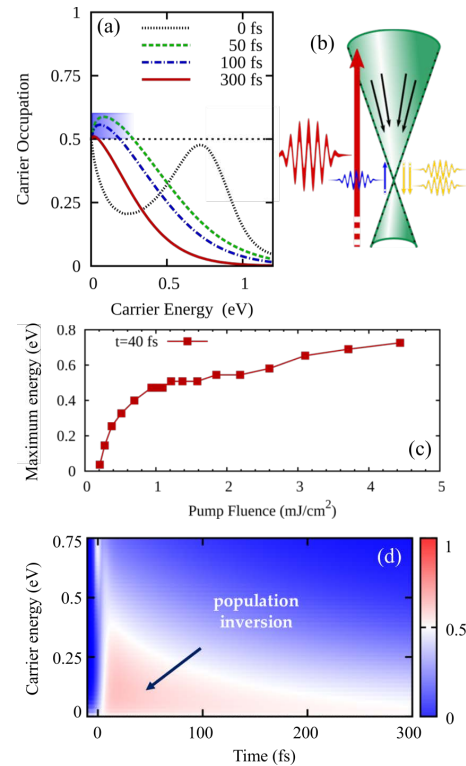 (a)
0 fs
50 fs
100 fs
300 fs
1
0.75
0.5
0.25
0
Carrier Occupation
0 0.5 1
Carrier Energy (eV)
(b)
0.8
0.6
0.4
0.2
0
Maximum energy (eV)
t=40 fs
(c)
0 1 2 3 4 5
Pump Fluence (mJ/cm²)
0.75
0.5
0.25
0
Carrier energy (eV)
(d)
population
inversion
1
0.5
0
0 100 200 300
Time (fs)